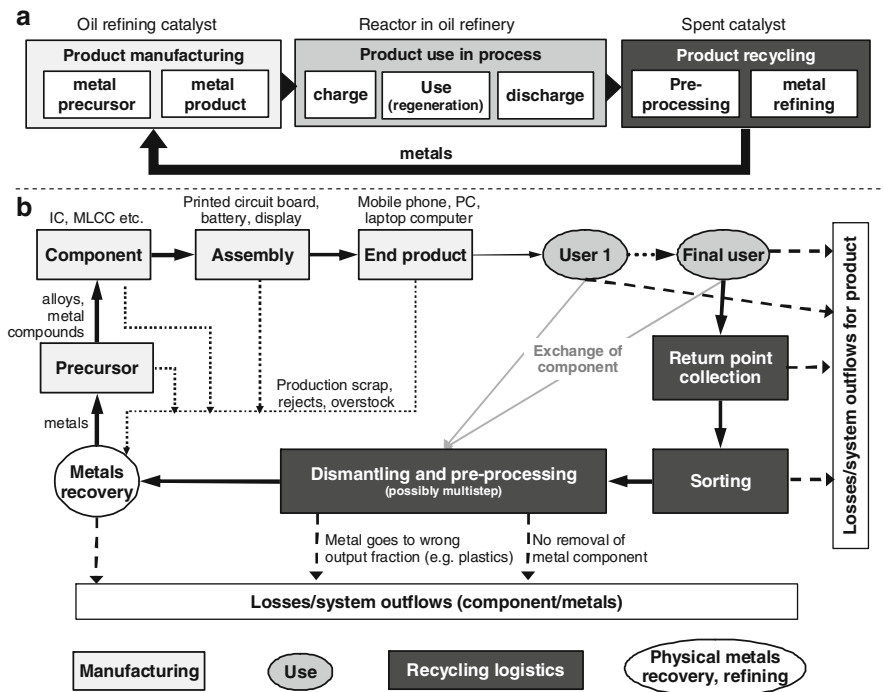 a
Oil refining catalyst
Reactor in oil refinery
Spent catalyst
Product manufacturing
metal
precursor
metal
product
Product use in process
charge
Use
(regeneration)
discharge
Product recycling
Pre-
processing
metal
refining
metals
b
IC, MLCC etc.
Printed circuit board,
battery, display
Mobile phone, PC,
laptop computer
Component
Assembly
End product
User 1
Final user
alloys,
metal
compounds
Precursor
metals
Production scrap,
rejects, overstock
Exchange of
component
Return point
collection
Losses/system outflows for product
Metals
recovery
Dismantling and pre-processing
(possibly multistep)
Sorting
Metal goes to wrong
output fraction (e.g. plastics)
No removal of
metal component
Losses/system outflows (component/metals)
Manufacturing
Use
Recycling logistics
Physical metals
recovery, refining